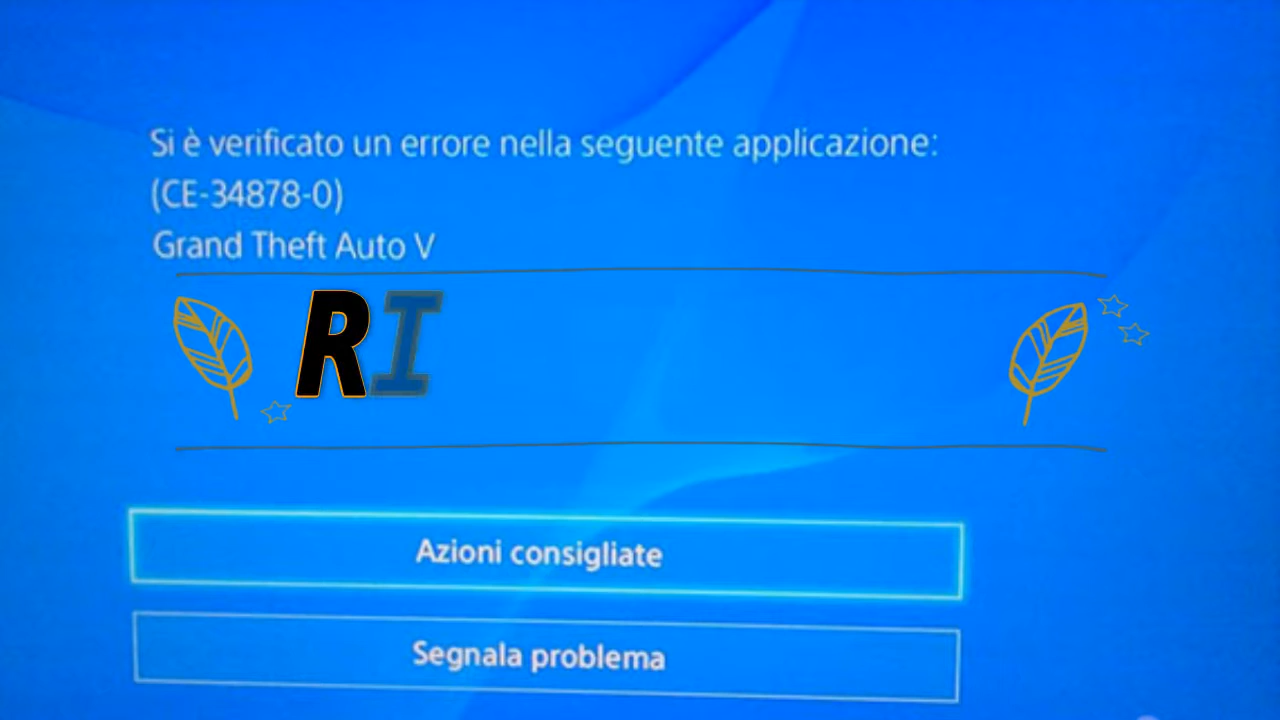 Si è verificato un errore nella seguente applicazione:
(CE-34878-0)
Grand Theft Auto V
RI
Azioni consigliate
Segnala problema